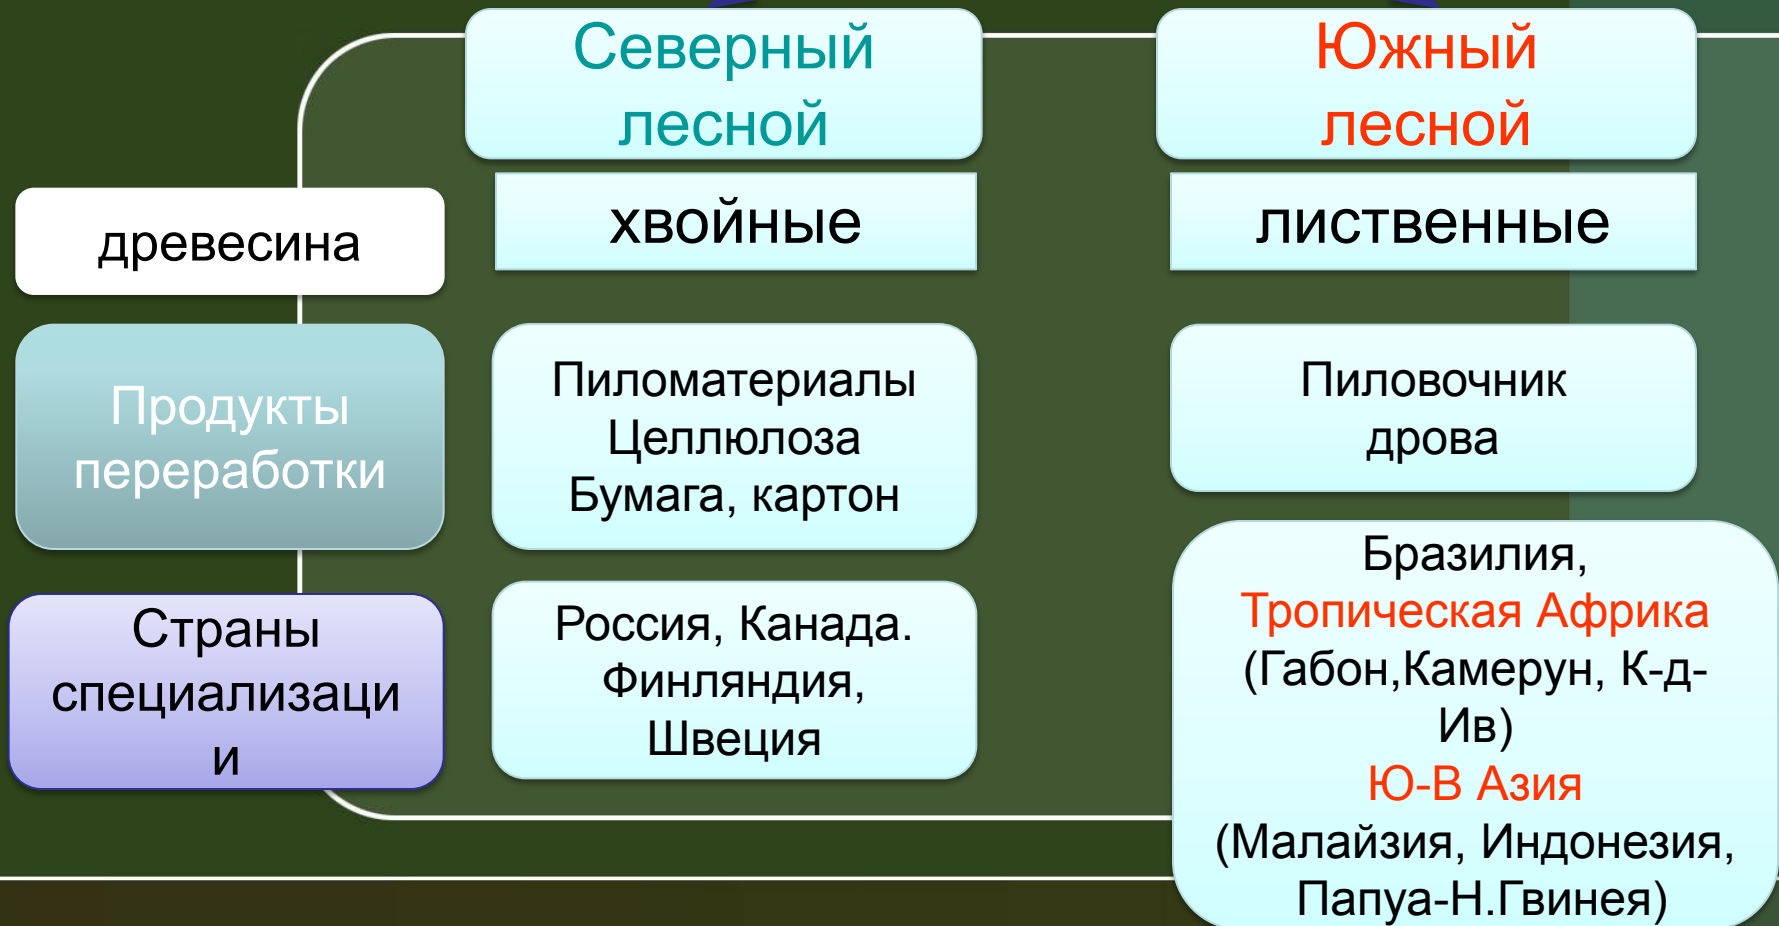 Северный
лесной
Южный
лесной
древесина
хвойные
лиственные
Продукты
переработки
Пиломатериалы
Целлюлоза
Бумага, картон
Пиловочник
дрова
Страны
специализаци
и
Россия, Канада.
Финляндия,
Швеция
Бразилия,
Тропическая Африка
(Габон,Камерун, К-д-
Ив)
Ю-В Азия
(Малайзия, Индонезия,
Папуа-Н.Гвинея)